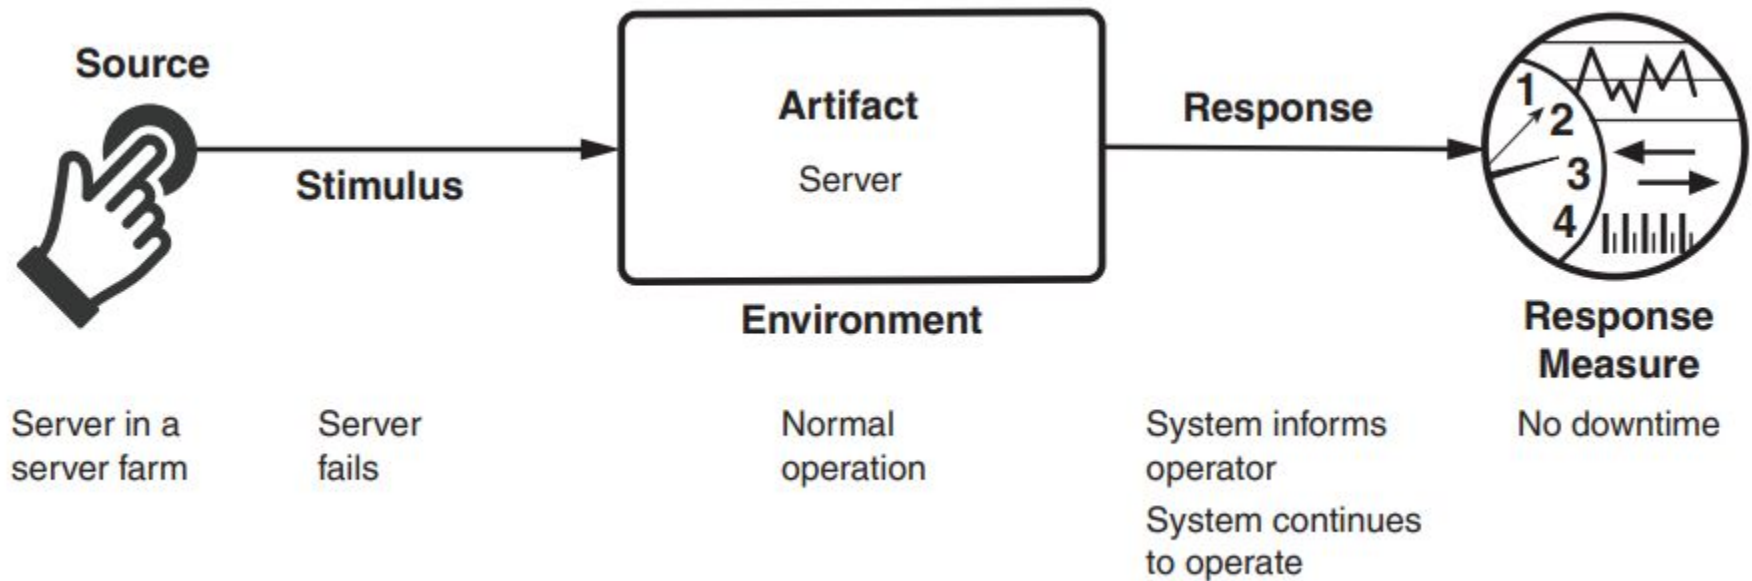 Source
Stimulus
Artifact
Server
Environment
Response
1
2
3
4
Response
Measure
Server in a
server farm
Server
fails
Normal
operation
System informs
operator
System continues
to operate
No downtime